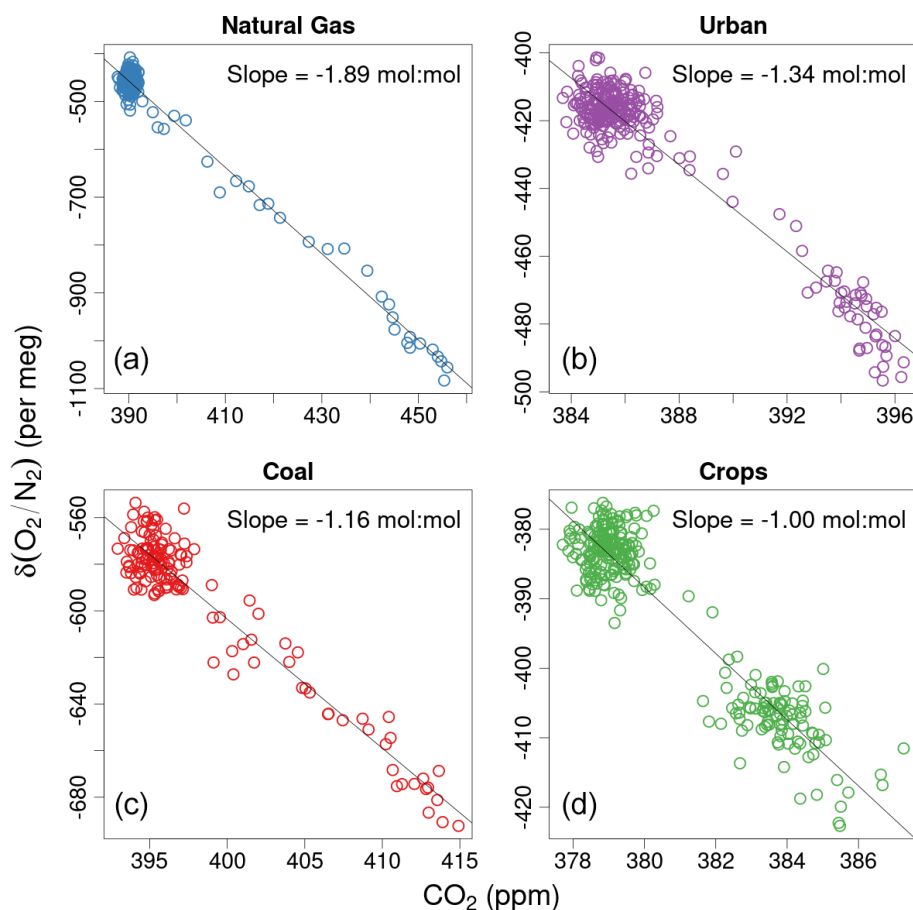 Natural Gas
Slope = -1.89 mol:mol
(a)
-500
-700
-900
-1100
390
410
430
450
Urban
Slope = -1.34 mol:mol
(b)
-400
-420
-440
-460
-480
-500
384
388
392
396
δ(O₂/N₂) (per meg)
Coal
Slope = -1.16 mol:mol
(c)
-560
-600
-640
-680
395
400
405
410
415
Crops
Slope = -1.00 mol:mol
(d)
-380
-390
-400
-410
-420
378
380
382
384
386
CO₂ (ppm)